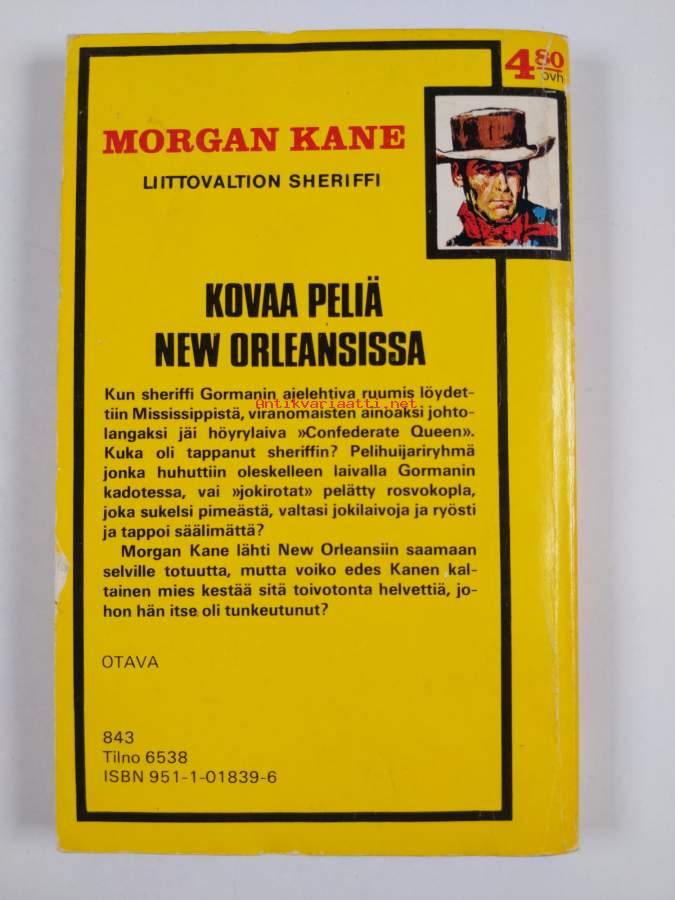 4 80
ovh
MORGAN KANE
LIITTOVALTION SHERIFFI
KOVAA PELIÄ
NEW ORLEANSISSA
Kun sheriffi Gormanin ajelehtiva ruumis löydet-
Antikvariaatti.net
tiin Mississippistä, viranomaisten ainoaksi johto-
langaksi jäi höyrylaiva »Confederate Queen».
Kuka oli tappanut sheriffin? Pelihuijariryhmä
jonka huhuttiin oleskelleen laivalla Gormanin
kadotessa, vai »jokirotat» pelätty rosvokopla,
joka sukelsi pimeästä, valtasi jokilaivoja ja ryösti
ja tappoi säälimättä?
Morgan Kane lähti New Orleansiin saamaan
selville totuutta, mutta voiko edes Kanen kal-
tainen mies kestää sitä toivotonta helvettiä, jo-
hon hän itse oli tunkeutunut?
OTAVA
843
Tilno 6538
ISBN 951-1-01839-6